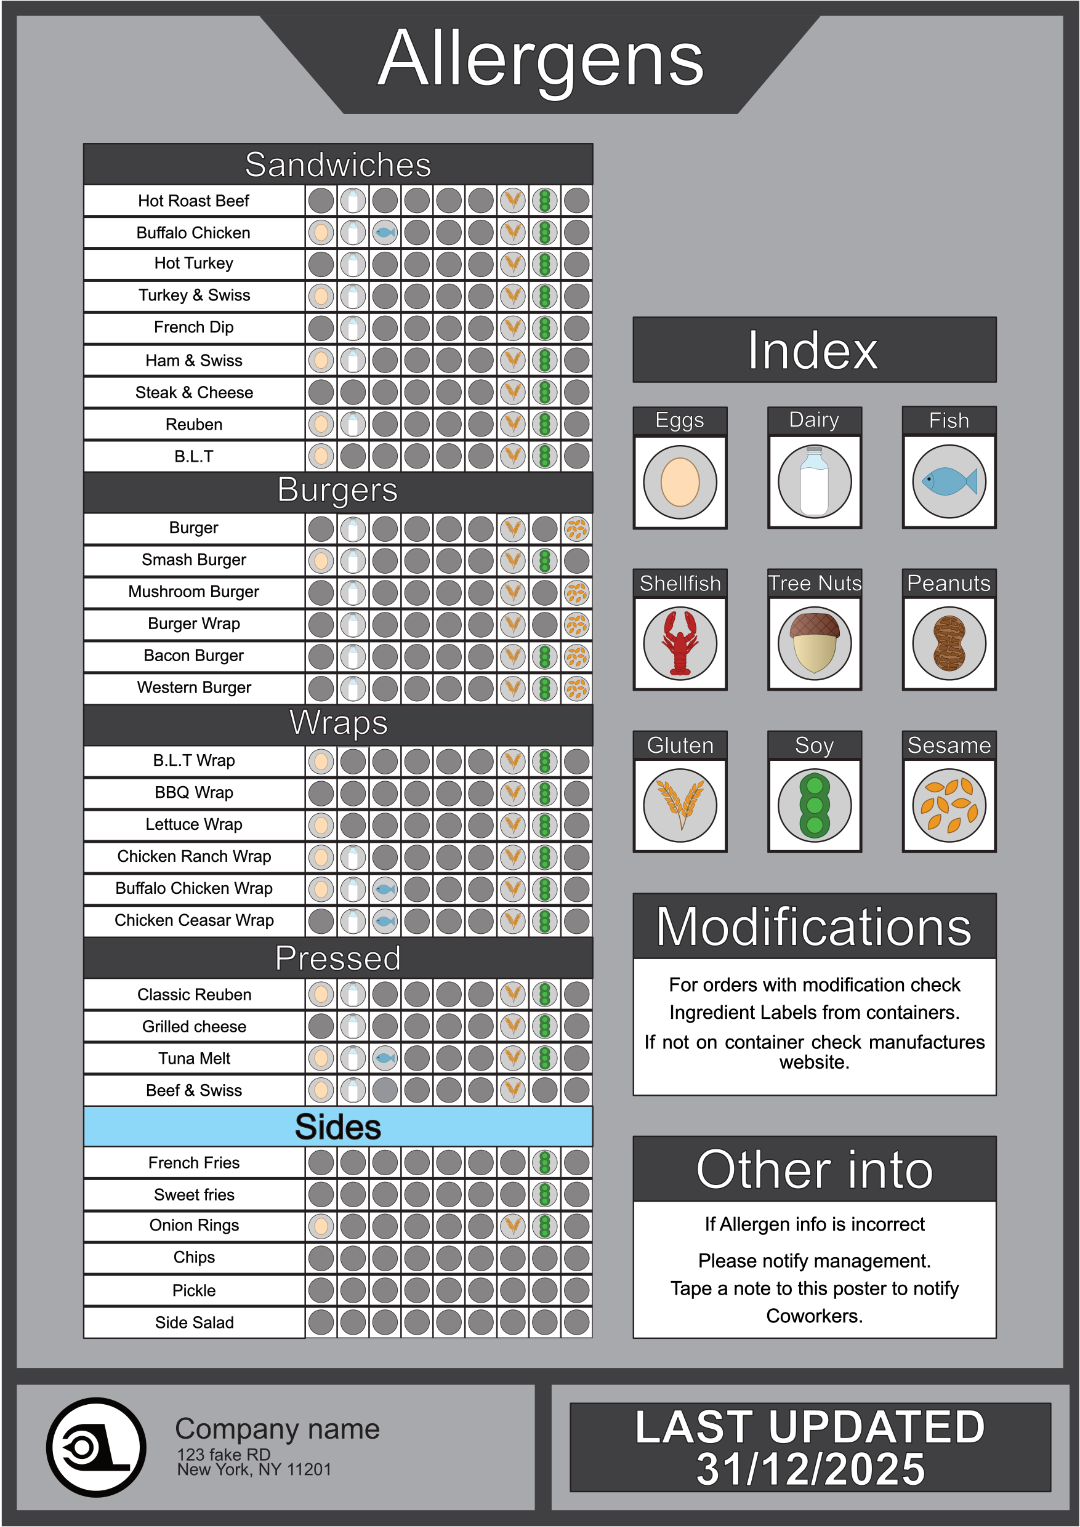 Allergens
Sandwiches
Hot Roast Beef
Buffalo Chicken
Hot Turkey
Turkey & Swiss
French Dip
Ham & Swiss
Steak & Cheese
Reuben
B.L.T
Burgers
Burger
Smash Burger
Mushroom Burger
Burger Wrap
Bacon Burger
Western Burger
Wraps
B.L.T Wrap
BBQ Wrap
Lettuce Wrap
Chicken Ranch Wrap
Buffalo Chicken Wrap
Chicken Ceasar Wrap
Pressed
Classic Reuben
Grilled cheese
Tuna Melt
Beef & Swiss
Sides
French Fries
Sweet fries
Onion Rings
Chips
Pickle
Side Salad
Index
Eggs Dairy Fish
Shellfish Tree Nuts Peanuts
Gluten Soy Sesame
Modifications
For orders with modification check
Ingredient Labels from containers.
If not on container check manufactures
website.
Other into
If Allergen info is incorrect
Please notify management.
Tape a note to this poster to notify
Coworkers.
Company name
123 fake RD
New York, NY 11201
LAST UPDATED
31/12/2025